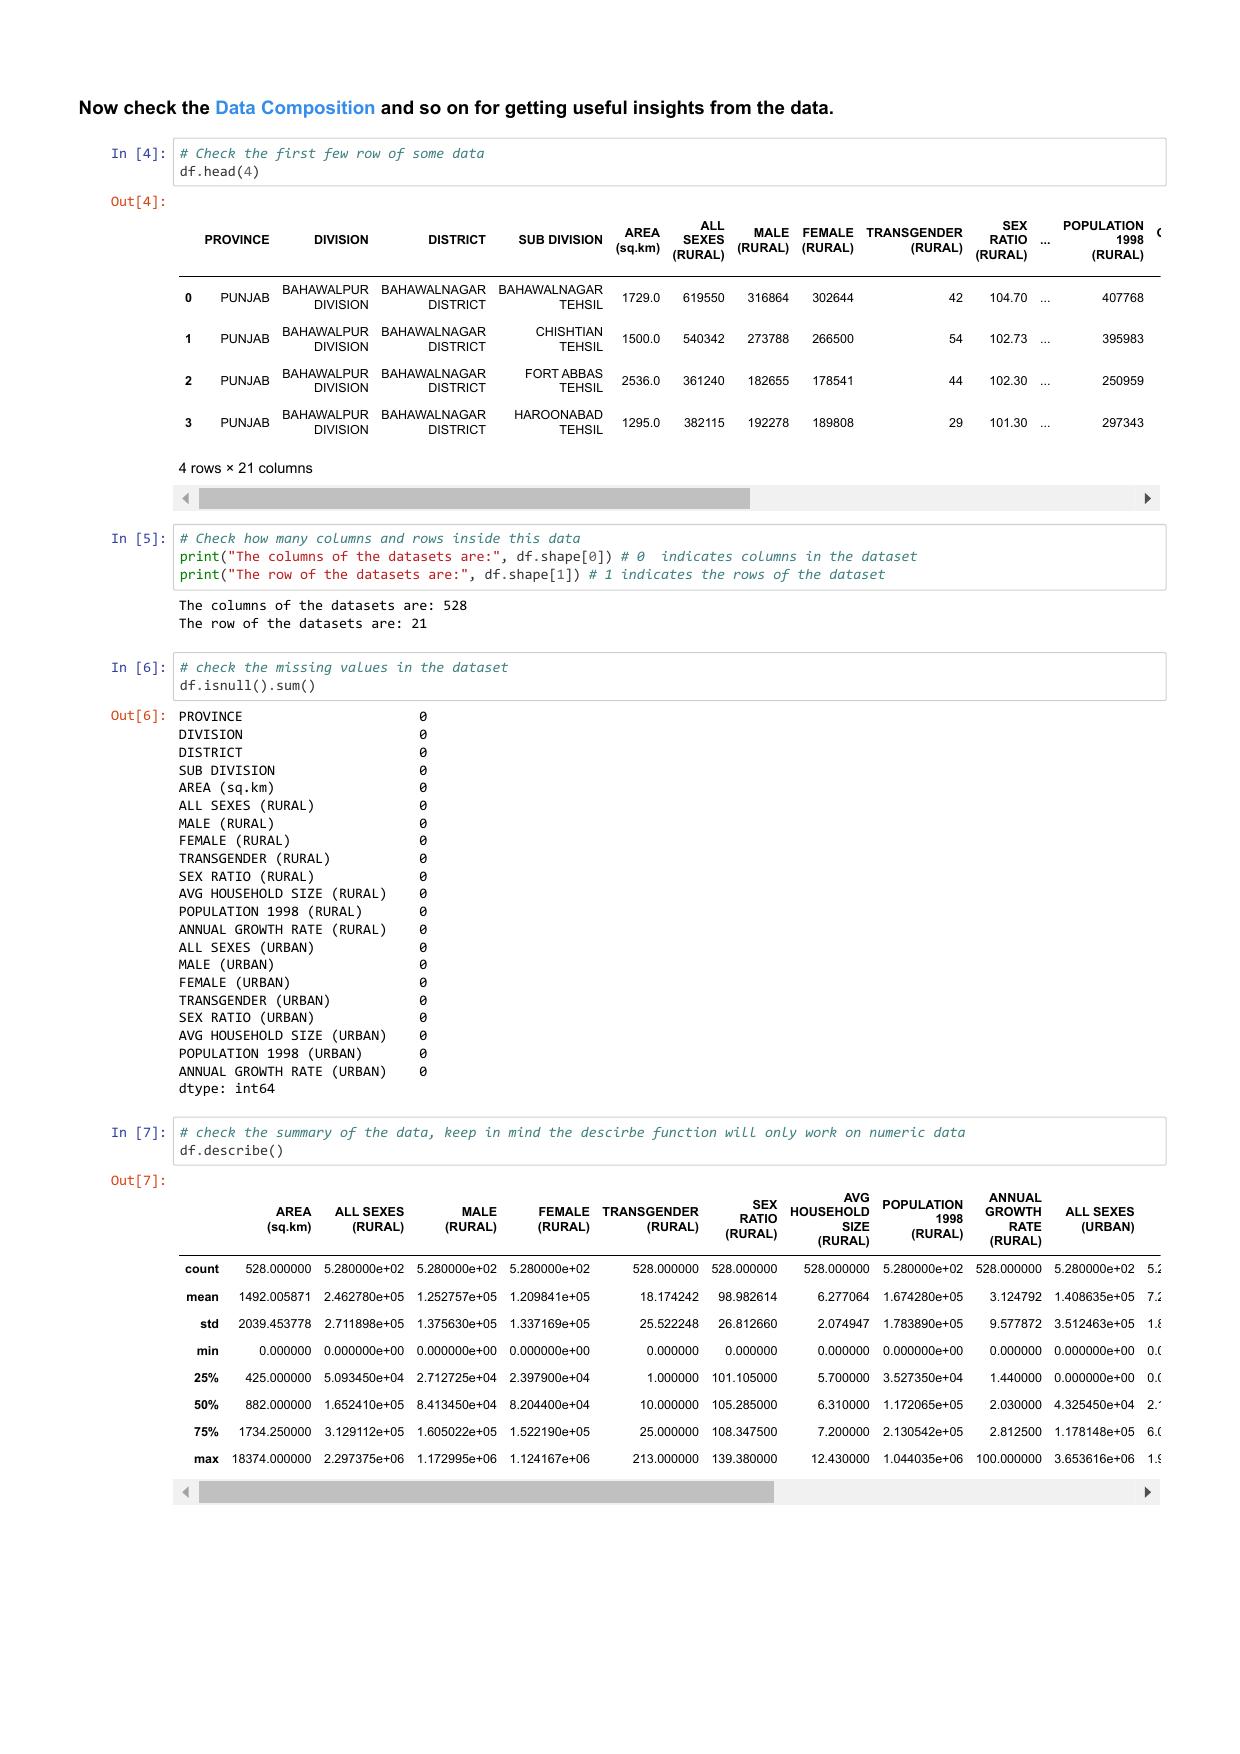 Now check the Data Composition and so on for getting useful insights from the data.
In [4]: # Check the first few row of some data
df.head(4)
Out[4]:
PROVINCE DIVISION DISTRICT SUB DIVISION AREA (sq.km) ALL SEXES (RURAL) MALE (RURAL) FEMALE (RURAL) TRANSGENDER (RURAL) SEX RATIO (RURAL) ... POPULATION 1998 (RURAL)
0 PUNJAB BAHAWALPUR DIVISION BAHAWALNAGAR DISTRICT BAHAWALNAGAR TEHSIL 1729.0 619550 316864 302644 42 104.70 ... 407768
1 PUNJAB BAHAWALPUR DIVISION BAHAWALNAGAR DISTRICT CHISHTIAN TEHSIL 1500.0 540342 273788 266500 54 102.73 ... 395983
2 PUNJAB BAHAWALPUR DIVISION BAHAWALNAGAR DISTRICT FORT ABBAS TEHSIL 2536.0 361240 182655 178541 44 102.30 ... 250959
3 PUNJAB BAHAWALPUR DIVISION BAHAWALNAGAR DISTRICT HAROONABAD TEHSIL 1295.0 382115 192278 189808 29 101.30 ... 297343
4 rows × 21 columns
In [5]: # Check how many columns and rows inside this data
print("The columns of the datasets are:", df.shape[0]) # 0  indicates columns in the dataset
print("The row of the datasets are:", df.shape[1]) # 1 indicates the rows of the dataset
The columns of the datasets are: 528
The row of the datasets are: 21
In [6]: # check the missing values in the dataset
df.isnull().sum()
Out[6]: PROVINCE 0
DIVISION 0
DISTRICT 0
SUB DIVISION 0
AREA (sq.km) 0
ALL SEXES (RURAL) 0
MALE (RURAL) 0
FEMALE (RURAL) 0
TRANSGENDER (RURAL) 0
SEX RATIO (RURAL) 0
AVG HOUSEHOLD SIZE (RURAL) 0
POPULATION 1998 (RURAL) 0
ANNUAL GROWTH RATE (RURAL) 0
ALL SEXES (URBAN) 0
MALE (URBAN) 0
FEMALE (URBAN) 0
TRANSGENDER (URBAN) 0
SEX RATIO (URBAN) 0
AVG HOUSEHOLD SIZE (URBAN) 0
POPULATION 1998 (URBAN) 0
ANNUAL GROWTH RATE (URBAN) 0
dtype: int64
In [7]: # check the summary of the data, keep in mind the descirbe function will only work on numeric data
df.describe()
Out[7]:
AREA (sq.km) ALL SEXES (RURAL) MALE (RURAL) FEMALE (RURAL) TRANSGENDER (RURAL) SEX RATIO (RURAL) AVG HOUSEHOLD SIZE (RURAL) POPULATION 1998 (RURAL) ANNUAL GROWTH RATE (RURAL) ALL SEXES (URBAN)
count 528.000000 5.280000e+02 5.280000e+02 5.280000e+02 528.000000 528.000000 528.000000 5.280000e+02 528.000000 5.280000e+02 5.2
mean 1492.005871 2.462780e+05 1.252757e+05 1.209841e+05 18.174242 98.982614 6.277064 1.674280e+05 3.124792 1.408635e+05 7.2
std 2039.453778 2.711898e+05 1.375630e+05 1.337169e+05 25.522248 26.812660 2.074947 1.783890e+05 9.577872 3.512463e+05 1.8
min 0.000000 0.000000e+00 0.000000e+00 0.000000e+00 0.000000 0.000000 0.000000 0.000000e+00 0.000000 0.000000e+00 0.0
25% 425.000000 5.093450e+04 2.712725e+04 2.397900e+04 1.000000 101.105000 5.700000 3.527350e+04 1.440000 0.000000e+00 0.0
50% 882.000000 1.652410e+05 8.413450e+04 8.204400e+04 10.000000 105.285000 6.310000 1.172065e+05 2.030000 4.325450e+04 2.1
75% 1734.250000 3.129112e+05 1.605022e+05 1.522190e+05 25.000000 108.347500 7.200000 2.130542e+05 2.812500 1.178148e+05 6.0
max 18374.000000 2.297375e+06 1.172995e+06 1.124167e+06 213.000000 139.380000 12.430000 1.044035e+06 100.000000 3.653616e+06 1.9